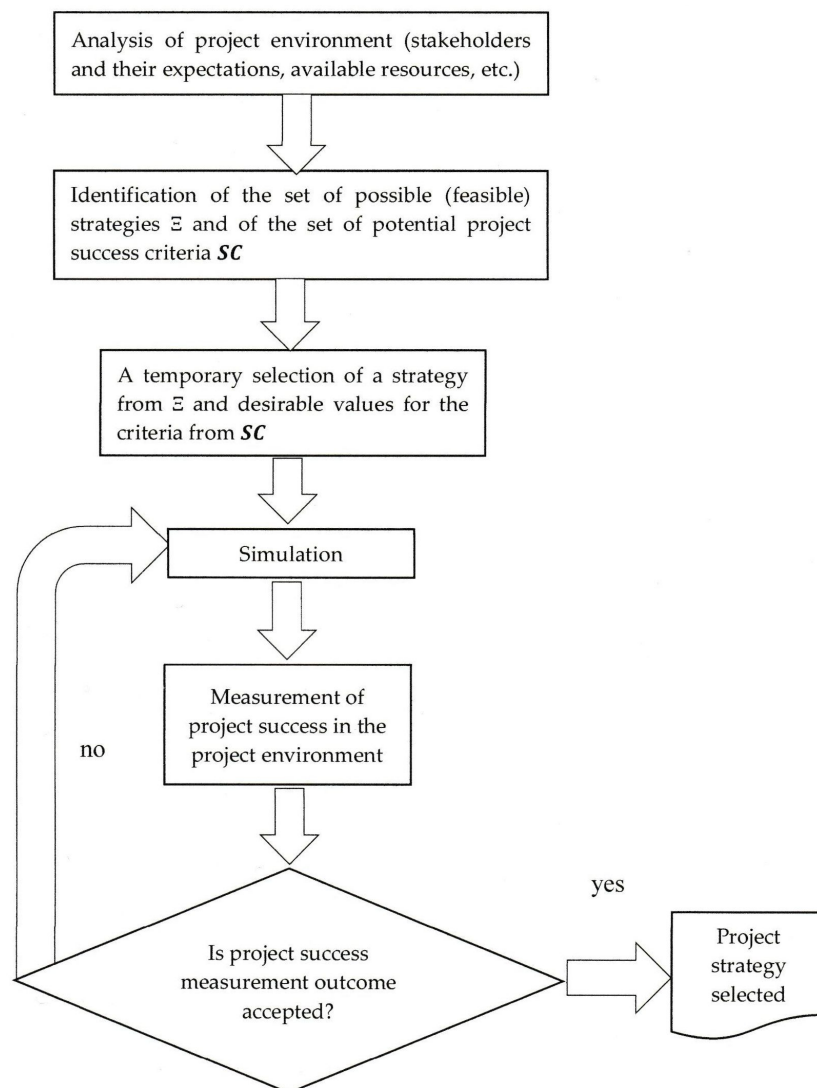 Analysis of project environment (stakeholders
and their expectations, available resources, etc.)
Identification of the set of possible (feasible)
strategies Ξ and of the set of potential project
success criteria SC
A temporary selection of a strategy
from Ξ and desirable values for the
criteria from SC
Simulation
Measurement of
project success in the
project environment
no
yes
Is project success
measurement outcome
accepted?
Project
strategy
selected